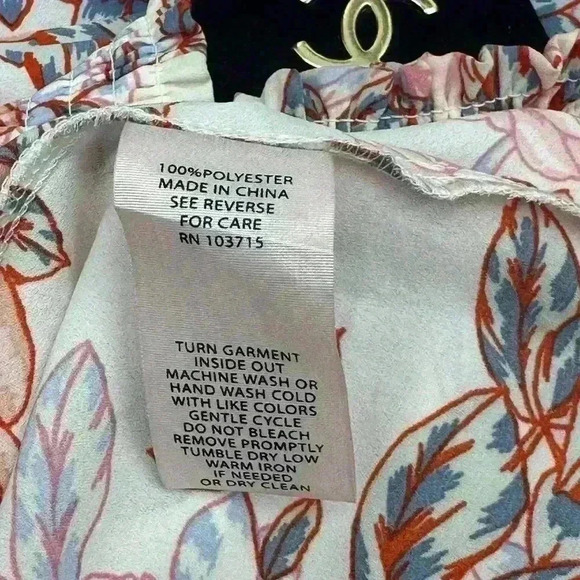 100%POLYESTER
MADE IN CHINA
SEE REVERSE
FOR CARE
RN 103715
TURN GARMENT
INSIDE OUT
MACHINE WASH OR
HAND WASH COLD
WITH LIKE COLORS
GENTLE CYCLE
DO NOT BLEACH
REMOVE PROMPTLY
TUMBLE DRY LOW
WARM IRON
IF NEEDED
OR DRY CLEAN